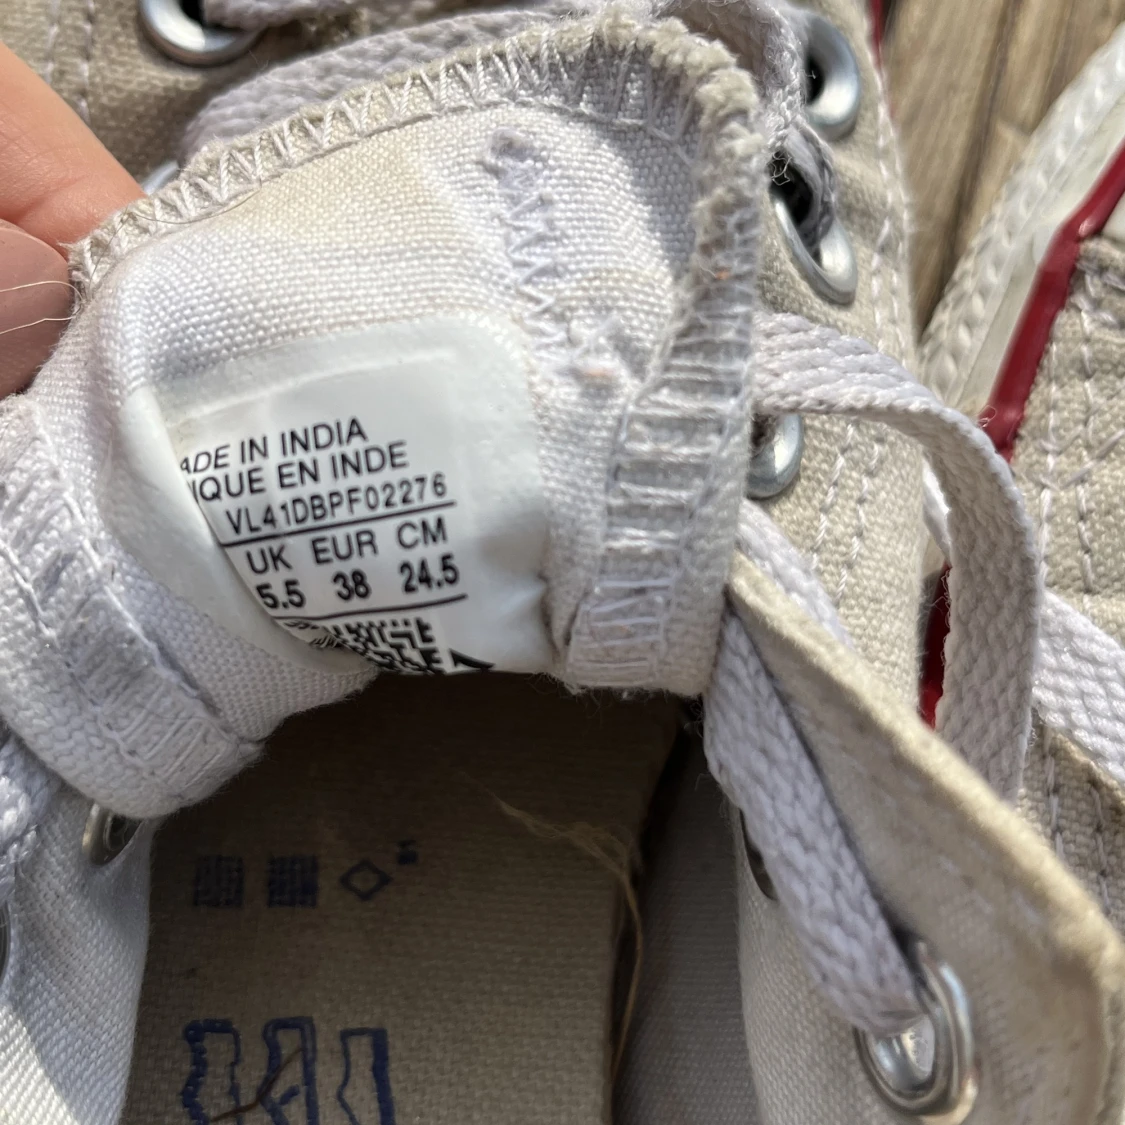 ADE IN INDIA
IQUE EN INDE
VL41DBPF02276
UK EUR CM
5.5 38 24.5